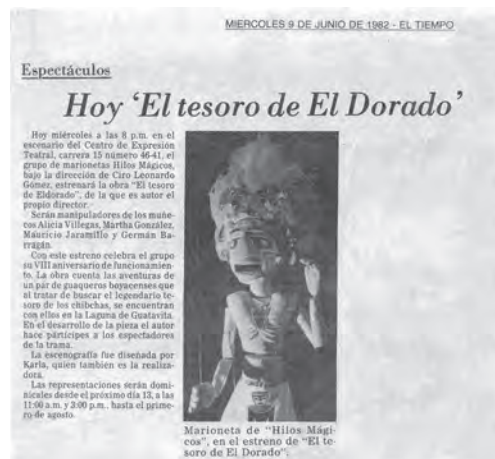 MIERCOLES 9 DE JUNIO DE 1982 - EL TIEMPO
Espectáculos
Hoy 'El tesoro de El Dorado'
Hoy miércoles a las 8 p.m. en el
escenario del Centro de Expresión
Teatral, carrera 15 número 46-41, el
grupo de marionetas Hilos Mágicos,
bajo la dirección de Ciro Leonardo
Gómez, estrenará la obra "El tesoro
de Eldorado", de la que es autor el
propio director.
Serán manipuladores de los muñe-
cos Alicia Villegas, Martha González,
Mauricio Jaramillo y Germán Ba-
rragán.
Con este estreno celebra el grupo
su VIII aniversario de funcionamien-
to. La obra cuenta las aventuras de
un par de guaqueros boyacenses que
al tratar de buscar el legendario te-
soro de los chibchas, se encuentran
con ellos en la Laguna de Guatavita.
En el desarrollo de la pieza el autor
hace partícipes a los espectadores
de la trama.
La escenografía fue diseñada por
Karla, quien también es la realiza-
dora.
Las representaciones serán domi-
nicales desde el próximo día 13, a las
11:00 a.m. y 3:00 p.m., hasta el prime-
ro de agosto.
Marioneta de "Hilos Mági-
cos", en el estreno de "El te-
soro de El Dorado".